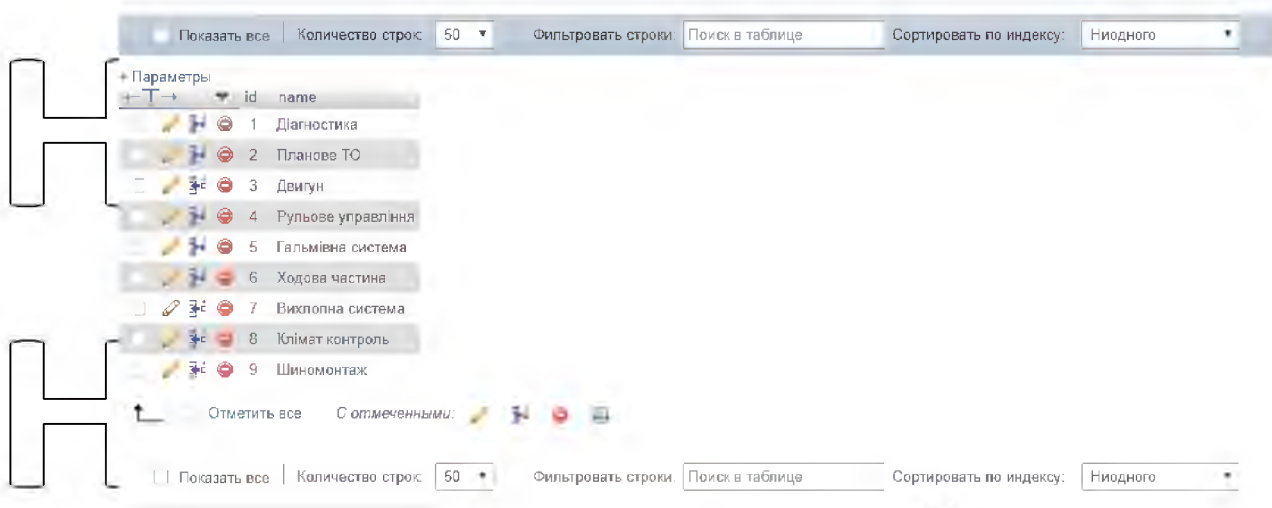 Показать все Количество строк: 50 Фильтровать строки: Поиск в таблице Сортировать по индексу: Ниодного
+ Параметры
←T→ id name
1 Діагностика
2 Планове ТО
3 Двигун
4 Рульове управління
5 Гальмівна система
6 Ходова частина
7 Вихлопна система
8 Клімат контроль
9 Шиномонтаж
Отметить все С отмеченными:
Показать все Количество строк: 50 Фильтровать строки: Поиск в таблице Сортировать по индексу: Ниодного